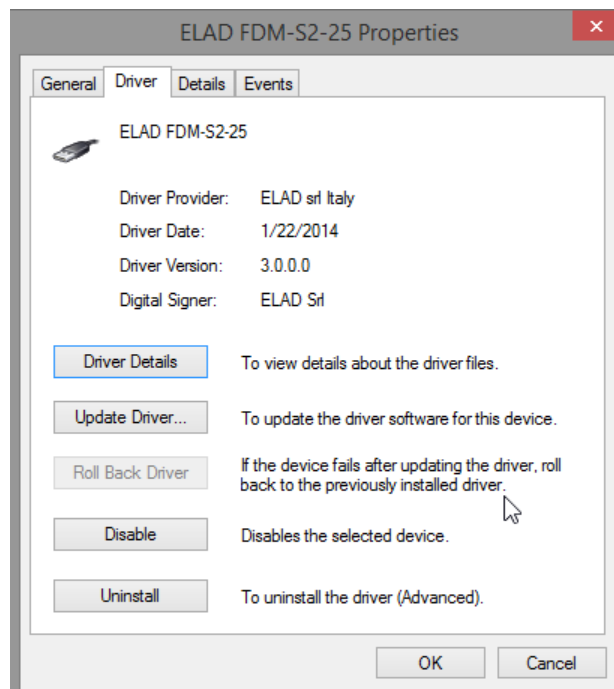 ELAD FDM-S2-25 Properties
General Driver Details Events
ELAD FDM-S2-25
Driver Provider: ELAD srl Italy
Driver Date: 1/22/2014
Driver Version: 3.0.0.0
Digital Signer: ELAD Srl
Driver Details To view details about the driver files.
Update Driver... To update the driver software for this device.
Roll Back Driver If the device fails after updating the driver, roll
back to the previously installed driver.
Disable Disables the selected device.
Uninstall To uninstall the driver (Advanced).
OK Cancel